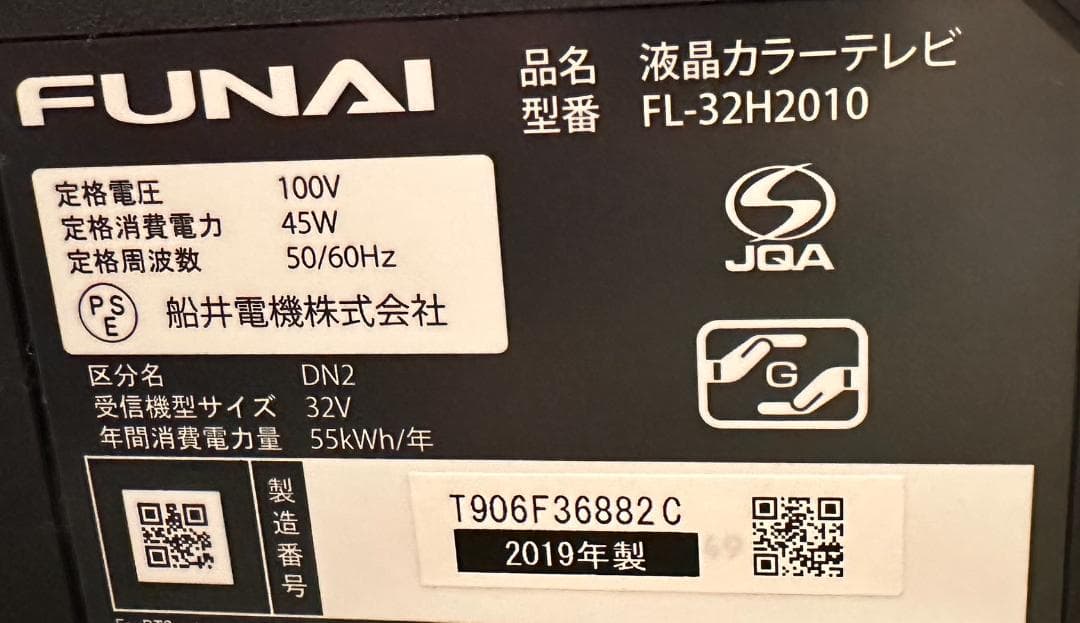 FUNAI
品名 液晶カラーテレビ
型番 FL-32H2010
定格電圧 100V
定格消費電力 45W
定格周波数 50/60Hz
PSE 船井電機株式会社
JQA
G
区分名 DN2
受信機型サイズ 32V
年間消費電力量 55kWh/年
製造番号
T906F36882C
2019年製